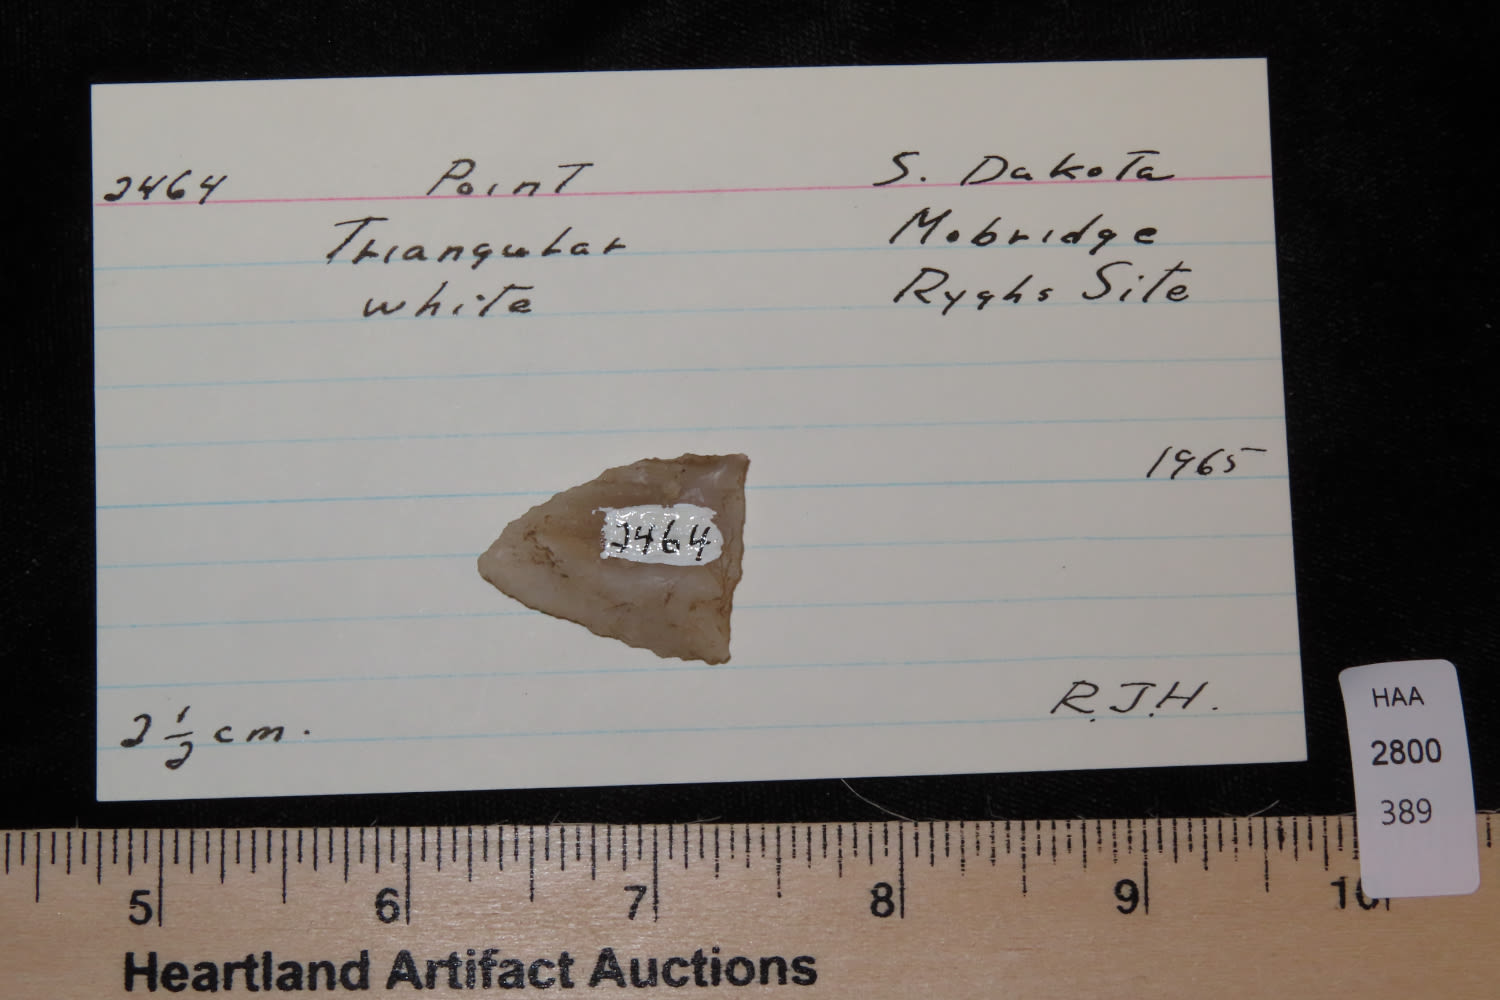 2464 Point S. Dakota
Triangular Mobridge
white Ryghs Site
1965
2464
2 1/2 cm.
R.J.H.
HAA
2800
389
5 6 7 8 9 10
Heartland Artifact Auctions